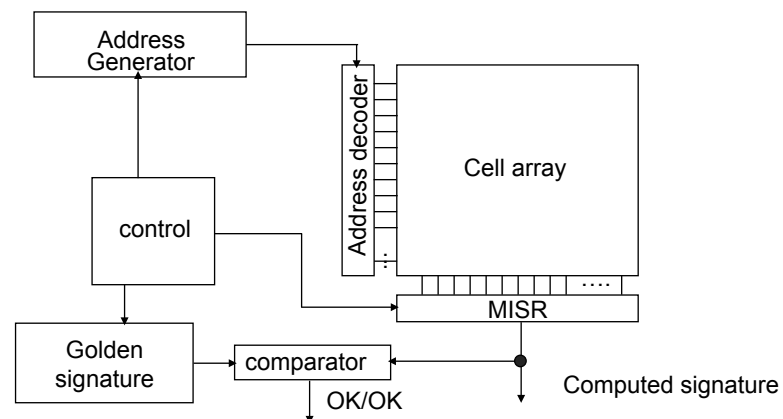 Address
Generator
Address decoder
Cell array
control
MISR
Golden
signature
comparator
OK/OK
Computed signature